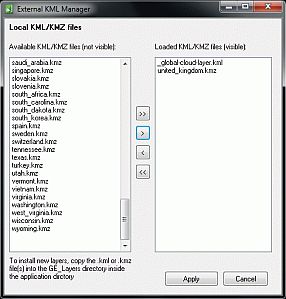 External KML Manager
Local KML/KMZ files
Available KML/KMZ files (not visible):
Loaded KML/KMZ files (visible):
saudi_arabia.kmz
singapore.kmz
slovakia.kmz
slovenia.kmz
south_africa.kmz
south_carolina.kmz
south_dakota.kmz
south_korea.kmz
spain.kmz
sweden.kmz
switzerland.kmz
tennessee.kmz
texas.kmz
turkey.kmz
utah.kmz
vermont.kmz
vietnam.kmz
virginia.kmz
washington.kmz
west_virginia.kmz
wisconsin.kmz
wyoming.kmz
>>
>
<
<<
_global-cloud-layer.kml
united_kingdom.kmz
To install new layers, copy the .kml or .kmz
file(s) into the GE_Layers directory inside
the application dirctory
Apply
Cancel